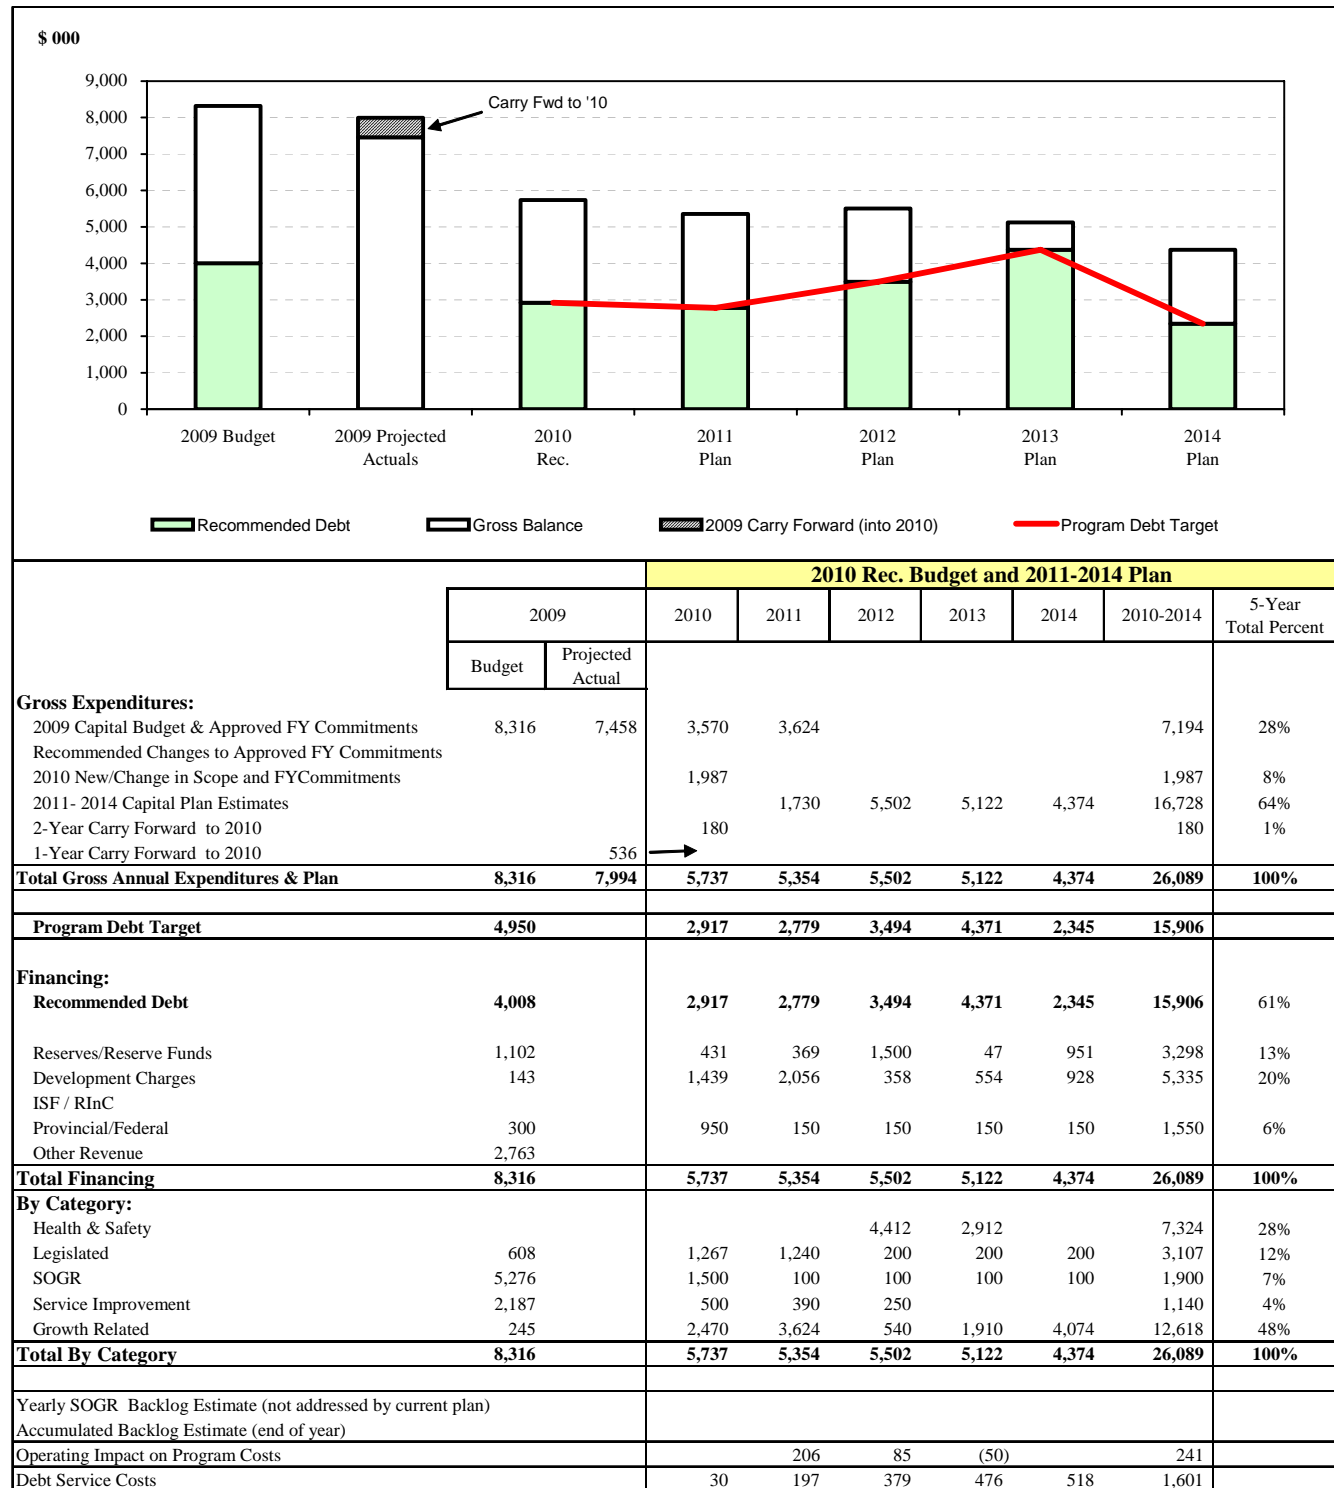 $ 000
9,000
8,000
7,000
6,000
5,000
4,000
3,000
2,000
1,000
0
Carry Fwd to '10
2009 Budget 2009 Projected Actuals 2010 Rec. 2011 Plan 2012 Plan 2013 Plan 2014 Plan
Recommended Debt Gross Balance 2009 Carry Forward (into 2010) Program Debt Target
2010 Rec. Budget and 2011-2014 Plan
2009 2010 2011 2012 2013 2014 2010-2014 5-Year Total Percent
Budget Projected Actual
Gross Expenditures:
2009 Capital Budget & Approved FY Commitments 8,316 7,458 3,570 3,624 7,194 28%
Recommended Changes to Approved FY Commitments
2010 New/Change in Scope and FYCommitments 1,987 1,987 8%
2011- 2014 Capital Plan Estimates 1,730 5,502 5,122 4,374 16,728 64%
2-Year Carry Forward to 2010 180 180 1%
1-Year Carry Forward to 2010 536
Total Gross Annual Expenditures & Plan 8,316 7,994 5,737 5,354 5,502 5,122 4,374 26,089 100%
Program Debt Target 4,950 2,917 2,779 3,494 4,371 2,345 15,906
Financing:
Recommended Debt 4,008 2,917 2,779 3,494 4,371 2,345 15,906 61%
Reserves/Reserve Funds 1,102 431 369 1,500 47 951 3,298 13%
Development Charges 143 1,439 2,056 358 554 928 5,335 20%
ISF / RInC
Provincial/Federal 300 950 150 150 150 150 1,550 6%
Other Revenue 2,763
Total Financing 8,316 5,737 5,354 5,502 5,122 4,374 26,089 100%
By Category:
Health & Safety 4,412 2,912 7,324 28%
Legislated 608 1,267 1,240 200 200 200 3,107 12%
SOGR 5,276 1,500 100 100 100 100 1,900 7%
Service Improvement 2,187 500 390 250 1,140 4%
Growth Related 245 2,470 3,624 540 1,910 4,074 12,618 48%
Total By Category 8,316 5,737 5,354 5,502 5,122 4,374 26,089 100%
Yearly SOGR Backlog Estimate (not addressed by current plan)
Accumulated Backlog Estimate (end of year)
Operating Impact on Program Costs 206 85 (50) 241
Debt Service Costs 30 197 379 476 518 1,601